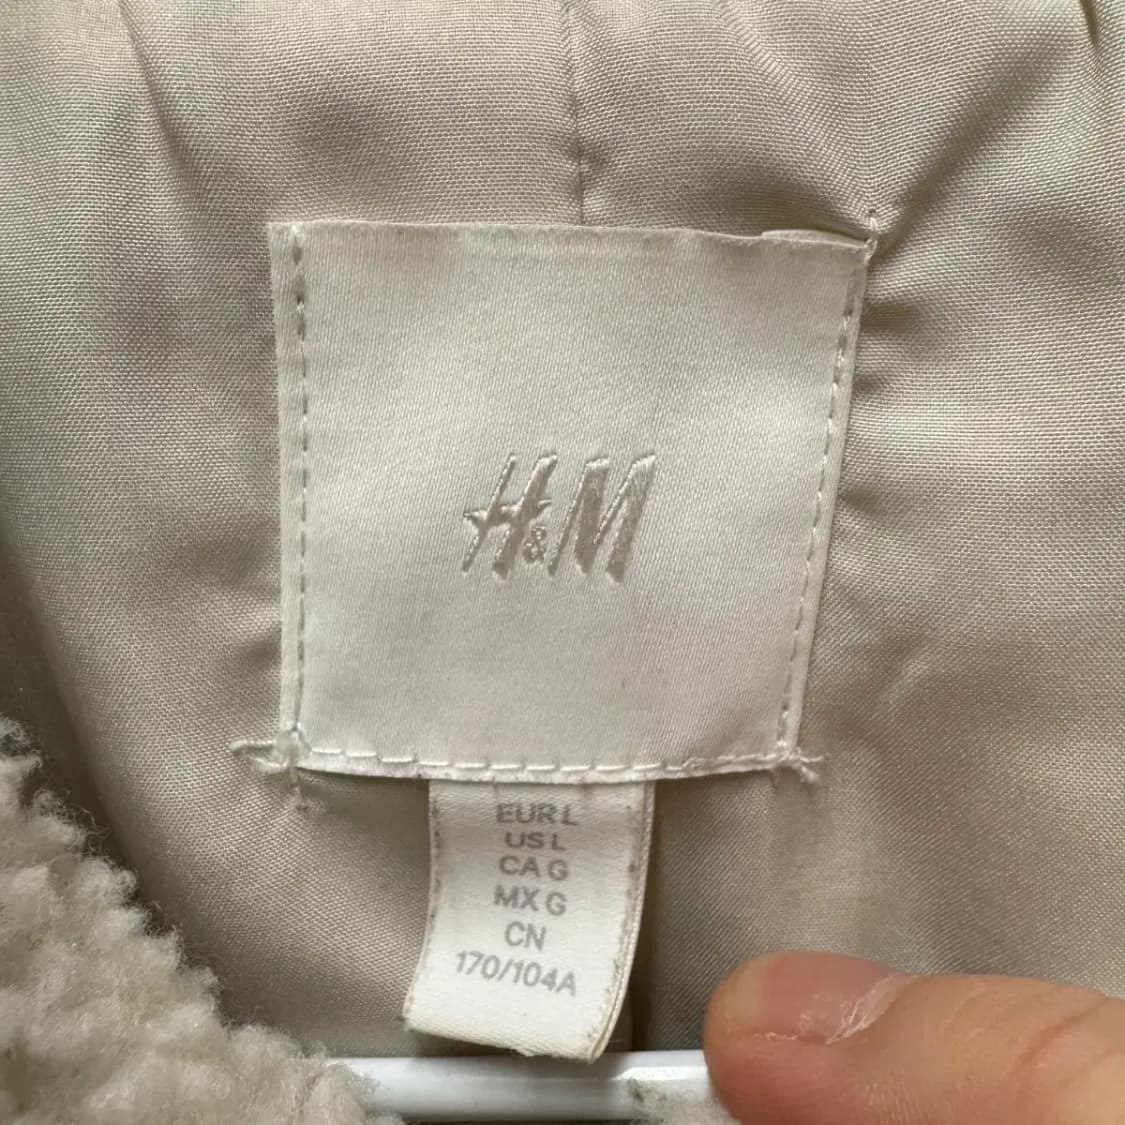 H&M
EUR L
US L
CA G
MX G
CN
170/104A